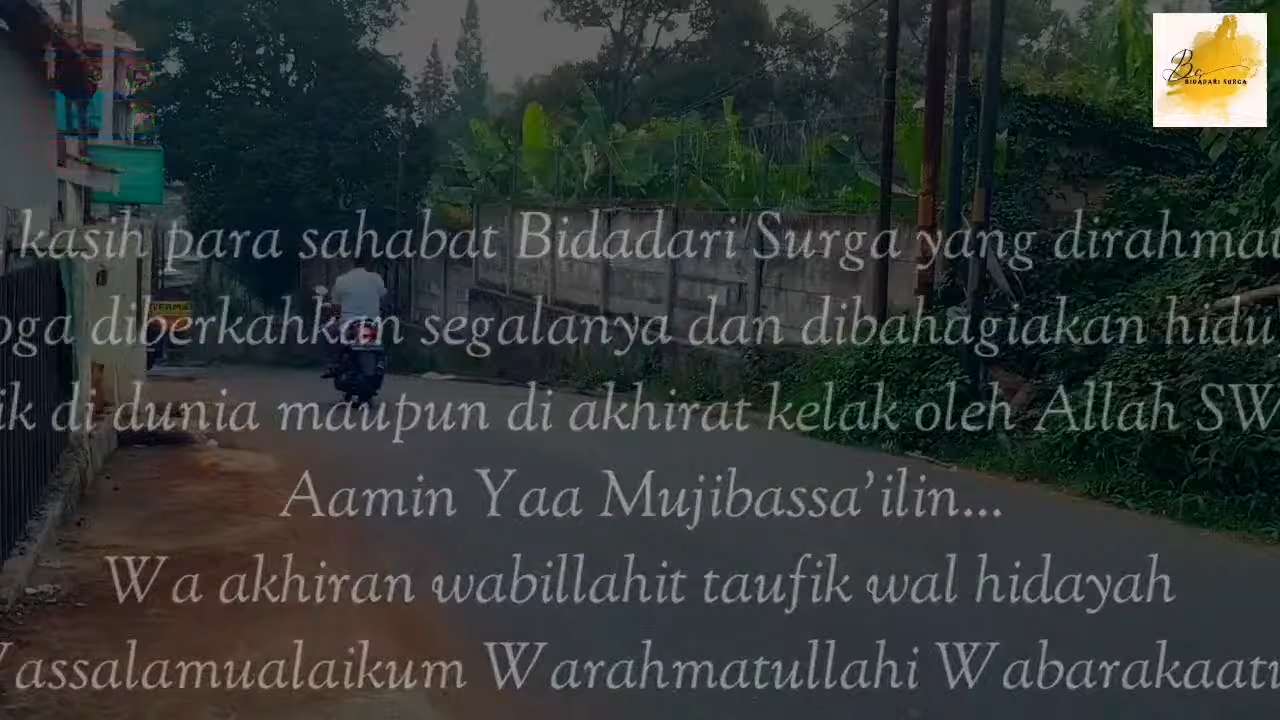 Bs
BIDADARI SURGA
kasih para sahabat Bidadari Surga yang dirahmat
oga diberkahkan segalanya dan dibahagiakan hidu
ik di dunia maupun di akhirat kelak oleh Allah SW
Aamin Yaa Mujibassa'ilin...
Wa akhiran wabillahit taufik wal hidayah
Wassalamualaikum Warahmatullahi Wabarakaatu